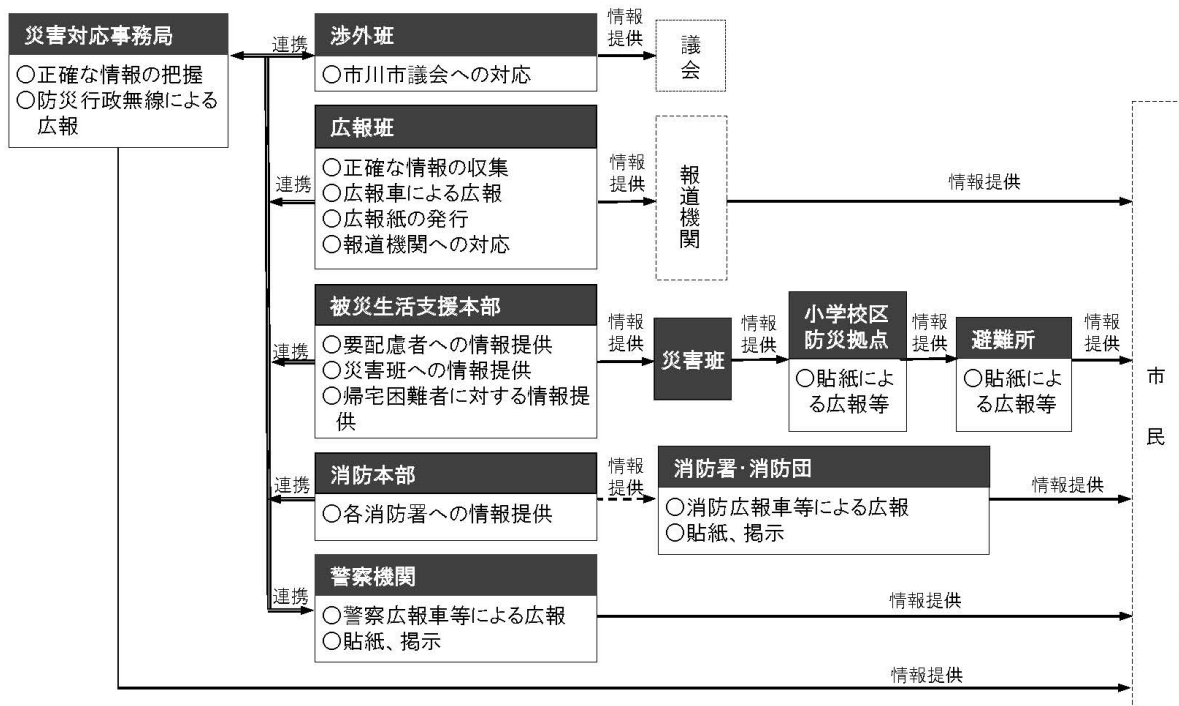 災害対応事務局
○正確な情報の把握
○防災行政無線による
広報
連携
渉外班
○市川市議会への対応
情報
提供
議
会
連携
広報班
○正確な情報の収集
○広報車による広報
○広報紙の発行
○報道機関への対応
情報
提供
報
道
機
関
情報提供
連携
被災生活支援本部
○要配慮者への情報提供
○災害班への情報提供
○帰宅困難者に対する情報提
供
情報
提供
災害班
情報
提供
小学校区
防災拠点
○貼紙によ
る広報等
情報
提供
避難所
○貼紙によ
る広報等
情報
提供
市
民
連携
消防本部
○各消防署への情報提供
情報
提供
消防署・消防団
○消防広報車等による広報
○貼紙、掲示
情報提供
連携
警察機関
○警察広報車等による広報
○貼紙、掲示
情報提供
情報提供